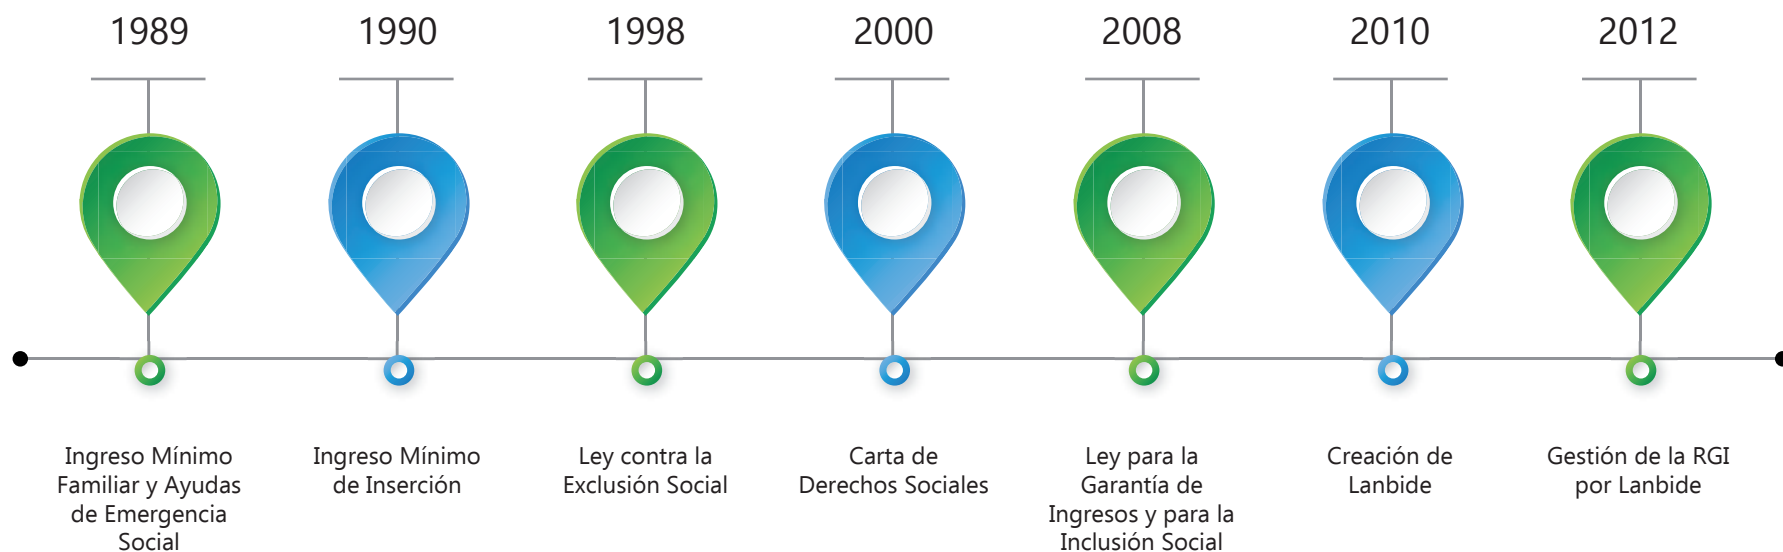 1989
1990
1998
2000
2008
2010
2012
Ingreso Mínimo
Familiar y Ayudas
de Emergencia
Social
Ingreso Mínimo
de Inserción
Ley contra la
Exclusión Social
Carta de
Derechos Sociales
Ley para la
Garantía de
Ingresos y para la
Inclusión Social
Creación de
Lanbide
Gestión de la RGI
por Lanbide